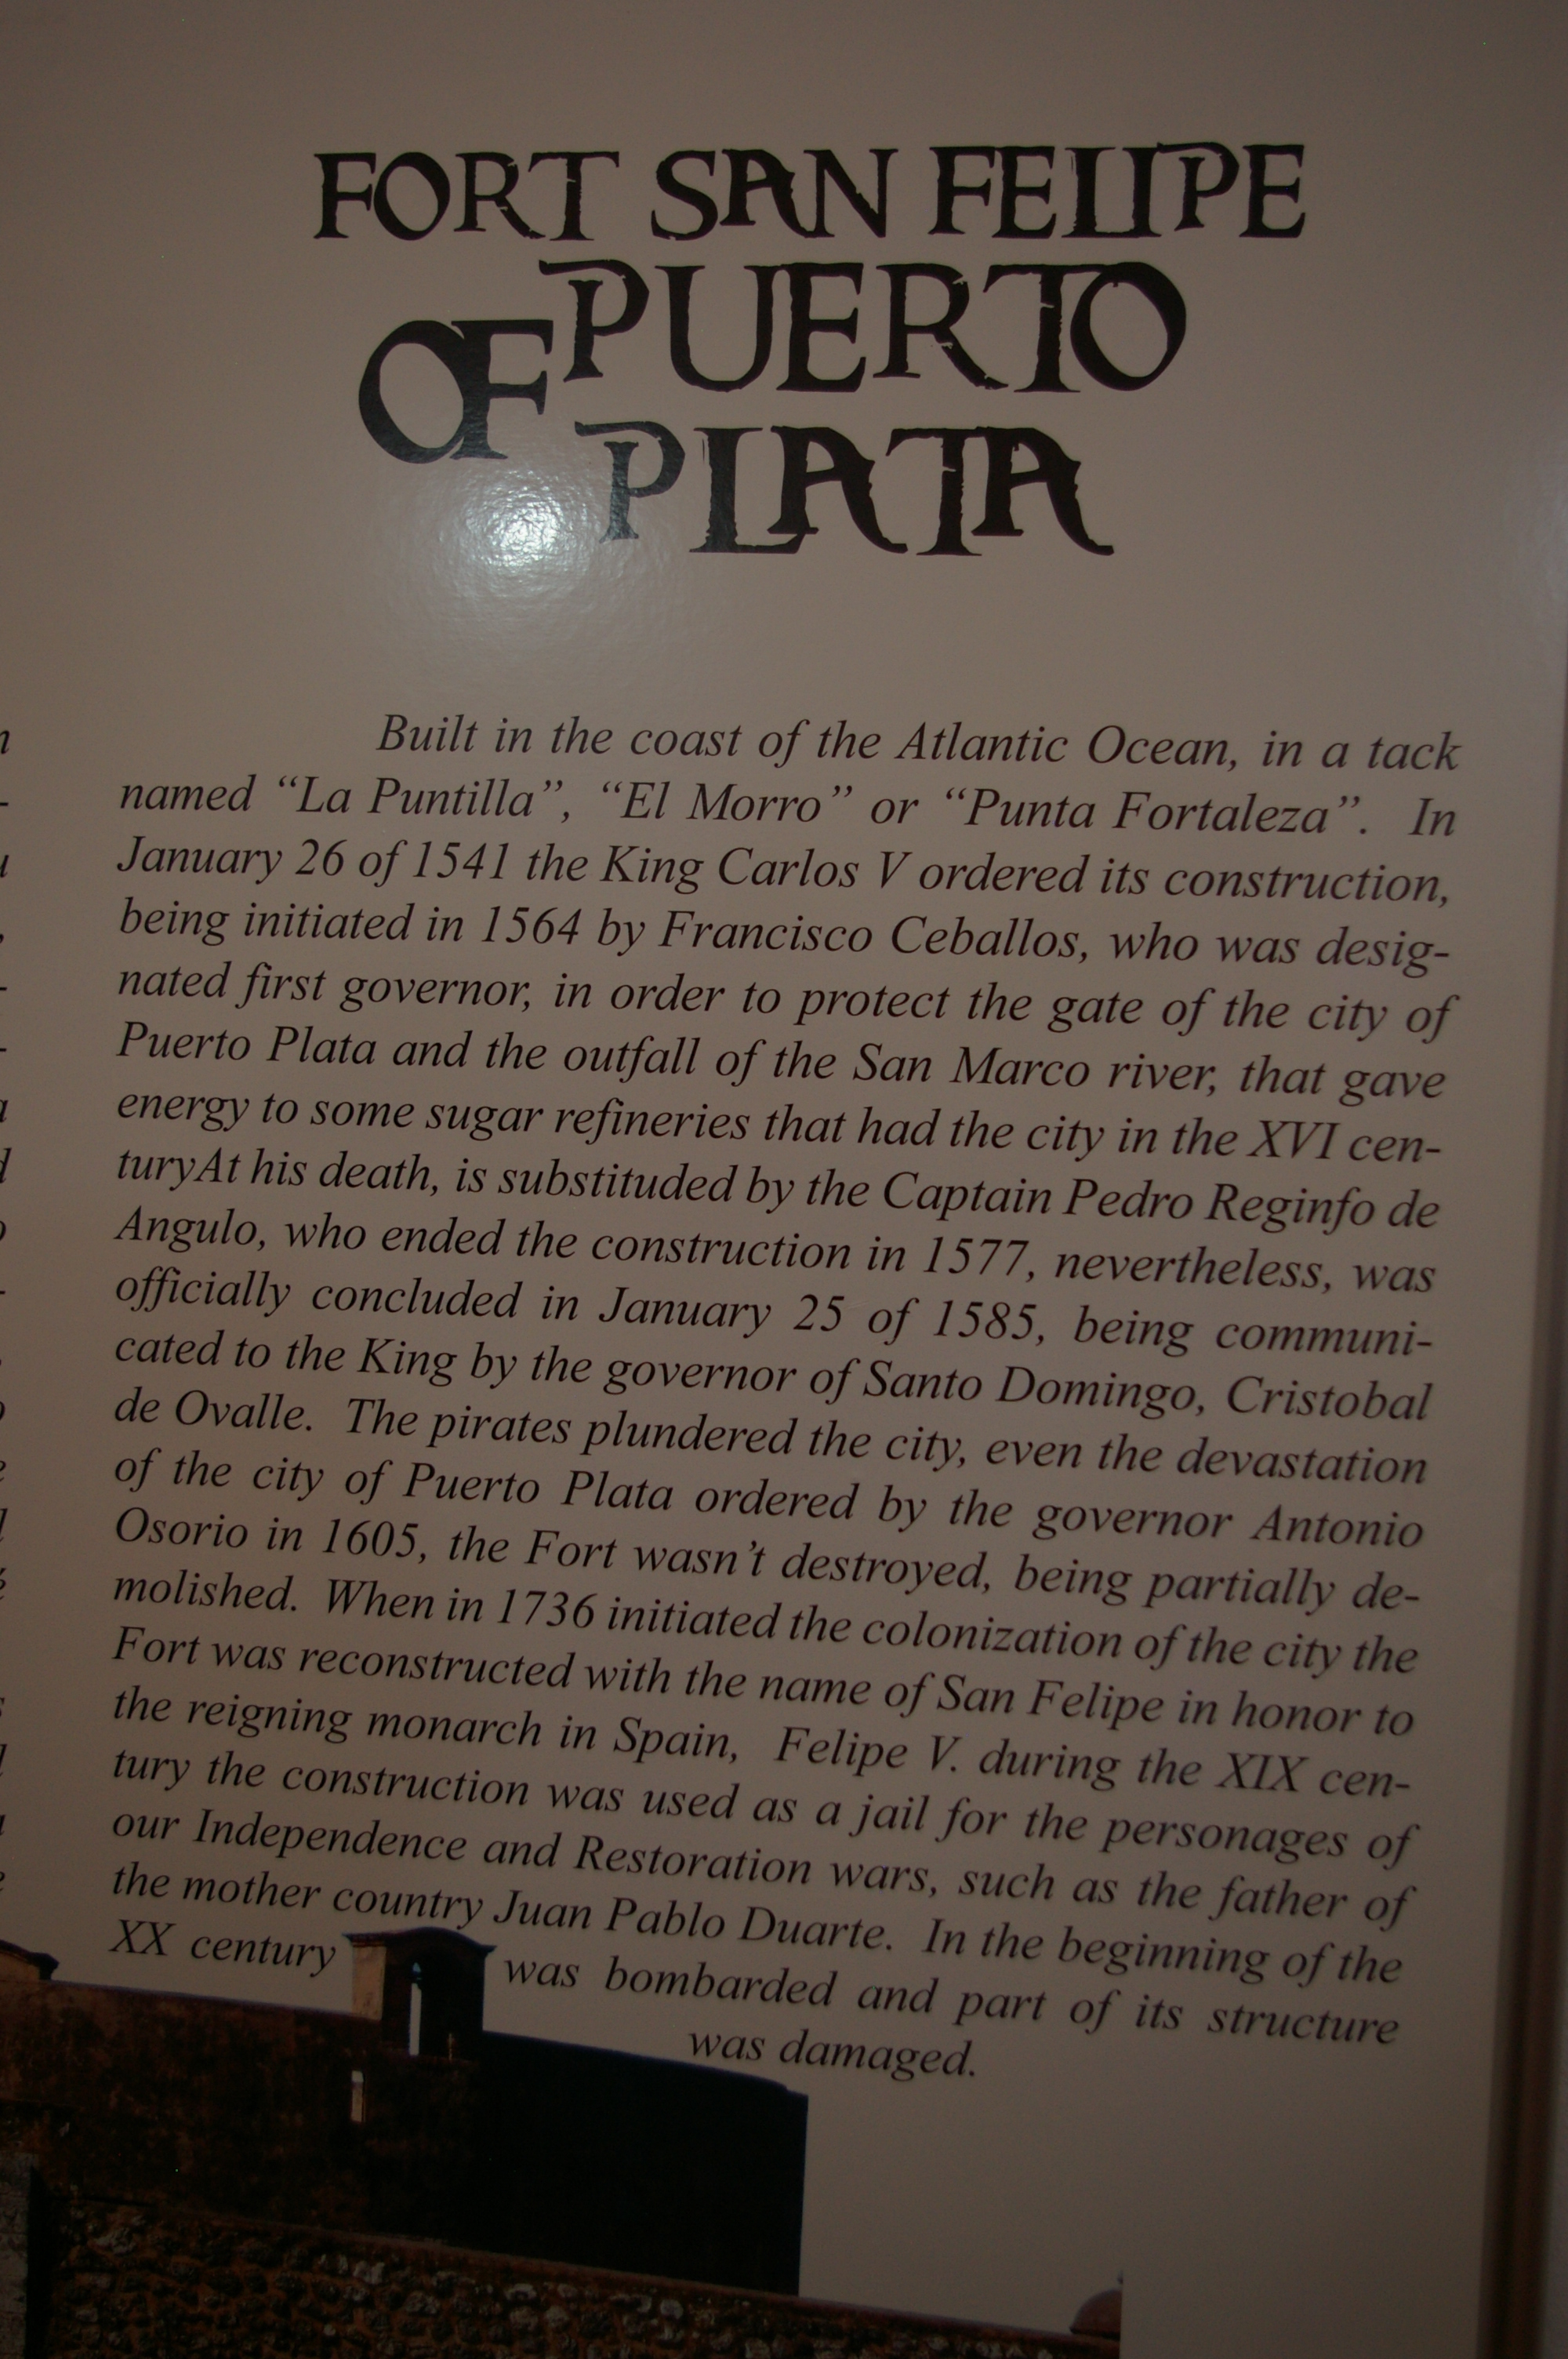 FORT SAN FELIPE
OF PUERTO
PLATA
Built in the coast of the Atlantic Ocean, in a tack
named “La Puntilla”, “El Morro” or “Punta Fortaleza”. In
January 26 of 1541 the King Carlos V ordered its construction,
being initiated in 1564 by Francisco Ceballos, who was desig-
nated first governor, in order to protect the gate of the city of
Puerto Plata and the outfall of the San Marco river, that gave
energy to some sugar refineries that had the city in the XVI cen-
turyAt his death, is substituded by the Captain Pedro Reginfo de
Angulo, who ended the construction in 1577, nevertheless, was
officially concluded in January 25 of 1585, being communi-
cated to the King by the governor of Santo Domingo, Cristobal
de Ovalle. The pirates plundered the city, even the devastation
of the city of Puerto Plata ordered by the governor Antonio
Osorio in 1605, the Fort wasn’t destroyed, being partially de-
molished. When in 1736 initiated the colonization of the city the
Fort was reconstructed with the name of San Felipe in honor to
the reigning monarch in Spain, Felipe V. during the XIX cen-
tury the construction was used as a jail for the personages of
our Independence and Restoration wars, such as the father of
the mother country Juan Pablo Duarte. In the beginning of the
XX century was bombarded and part of its structure
was damaged.